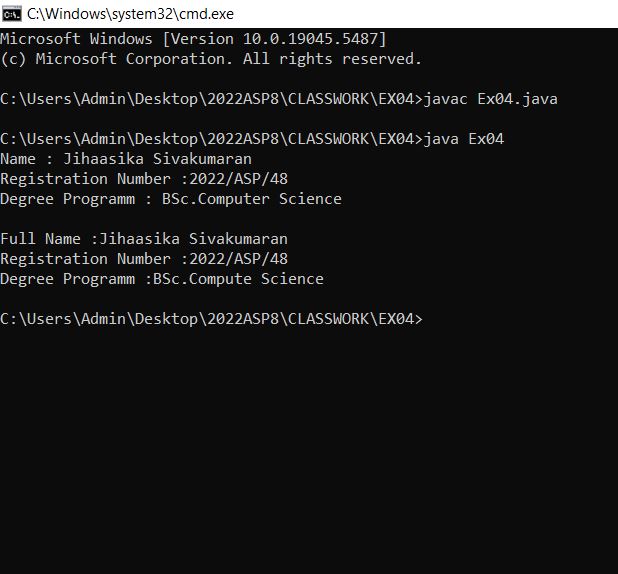 C:\Windows\system32\cmd.exe
Microsoft Windows [Version 10.0.19045.5487]
(c) Microsoft Corporation. All rights reserved.
C:\Users\Admin\Desktop\2022ASP8\CLASSWORK\EX04>javac Ex04.java
C:\Users\Admin\Desktop\2022ASP8\CLASSWORK\EX04>java Ex04
Name : Jihaasika Sivakumaran
Registration Number :2022/ASP/48
Degree Programm : BSc.Computer Science
Full Name :Jihaasika Sivakumaran
Registration Number :2022/ASP/48
Degree Programm :BSc.Compute Science
C:\Users\Admin\Desktop\2022ASP8\CLASSWORK\EX04>